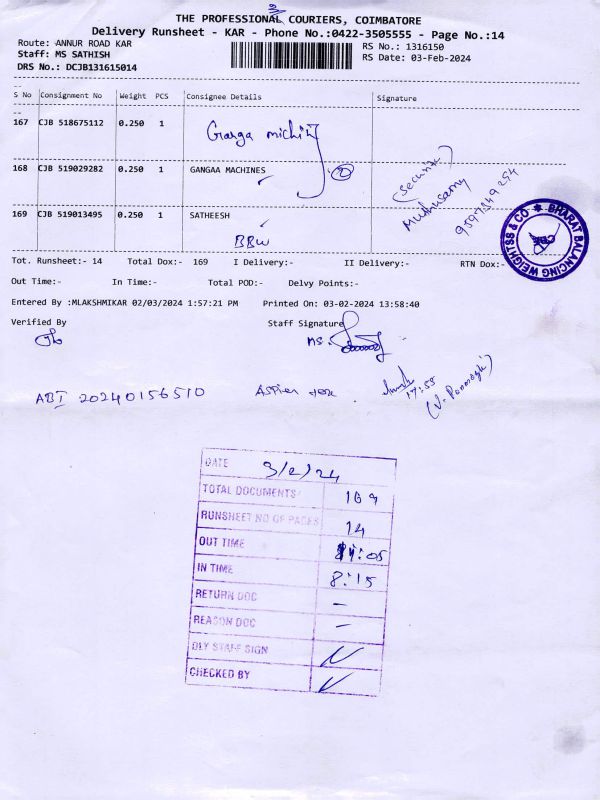 THE PROFESSIONAL COURIERS, COIMBATORE
Delivery Runsheet - KAR - Phone No.:0422-3505555 - Page No.:14
Route: ANNUR ROAD KAR
RS No.: 1316150
Staff: MS SATHISH
RS Date: 03-Feb-2024
DRS No.: DCJB131615014
S No Consignment No Weight PCS Consignee Details Signature
167 CJB 518675112 0.250 1
168 CJB 519029282 0.250 1 GANGAA MACHINES
2
(Security)
Muthusamy
169 CJB 519013495 0.250 1 SATHEESH
BBW
BHARAT BALANCING WEIGHTSS & CO
CBE
Tot. Runsheet:- 14 Total Dox:- 169 I Delivery:- II Delivery:- RTN Dox:-
Out Time:- In Time:- Total POD:- Delvy Points:-
Entered By :MLAKSHMIKAR 02/03/2024 1:57:21 PM Printed On: 03-02-2024 13:58:40
Verified By Staff Signature
MS.
ABI 20240156510
17:55
DATE 3/2/24
TOTAL DOCUMENTS 169
RUNSHEET NO OF PAGES 14
OUT TIME
IN TIME 8:15
RETURN DOC -
REASON DOC -
DLY STAFF SIGN
CHECKED BY